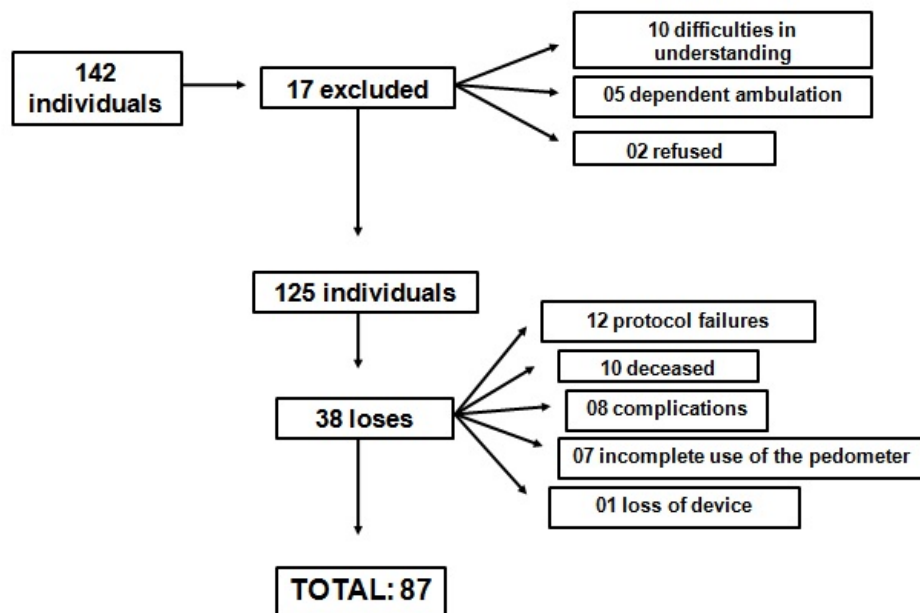 142
individuals
17 excluded
10 difficulties in
understanding
05 dependent ambulation
02 refused
125 individuals
38 loses
12 protocol failures
10 deceased
08 complications
07 incomplete use of the pedometer
01 loss of device
TOTAL: 87